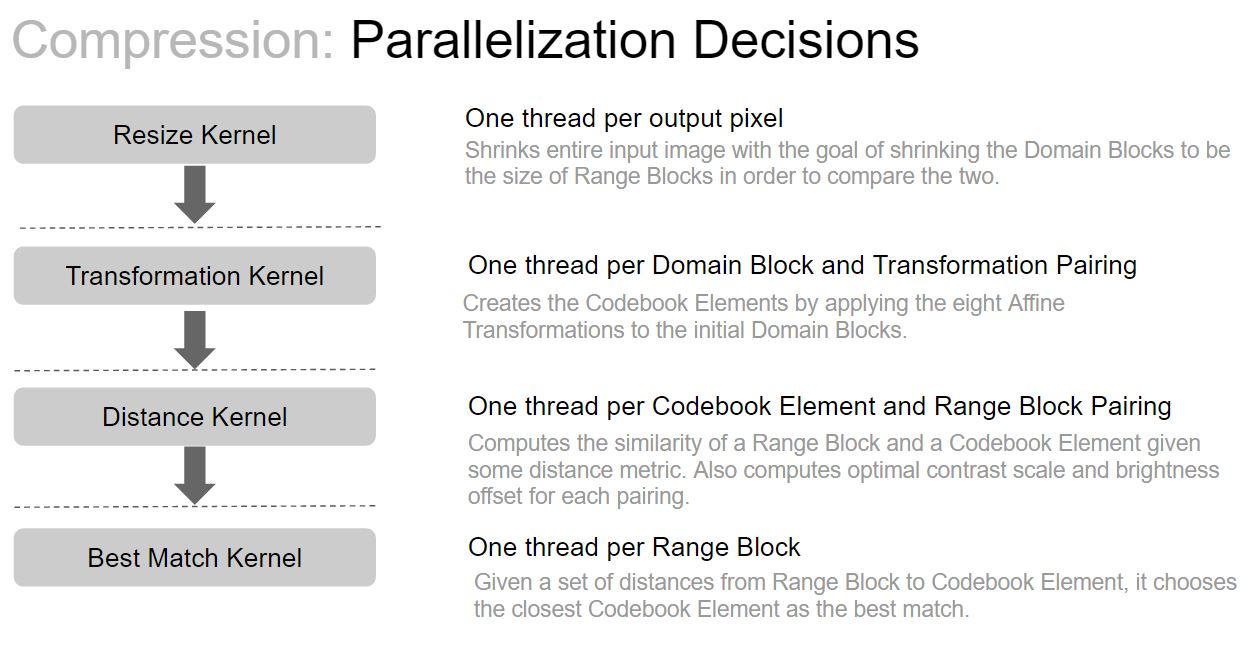 Compression: Parallelization Decisions
Resize Kernel
One thread per output pixel
Shrinks entire input image with the goal of shrinking the Domain Blocks to be
the size of Range Blocks in order to compare the two.
Transformation Kernel
One thread per Domain Block and Transformation Pairing
Creates the Codebook Elements by applying the eight Affine
Transformations to the initial Domain Blocks.
Distance Kernel
One thread per Codebook Element and Range Block Pairing
Computes the similarity of a Range Block and a Codebook Element given
some distance metric. Also computes optimal contrast scale and brightness
offset for each pairing.
Best Match Kernel
One thread per Range Block
Given a set of distances from Range Block to Codebook Element, it chooses
the closest Codebook Element as the best match.